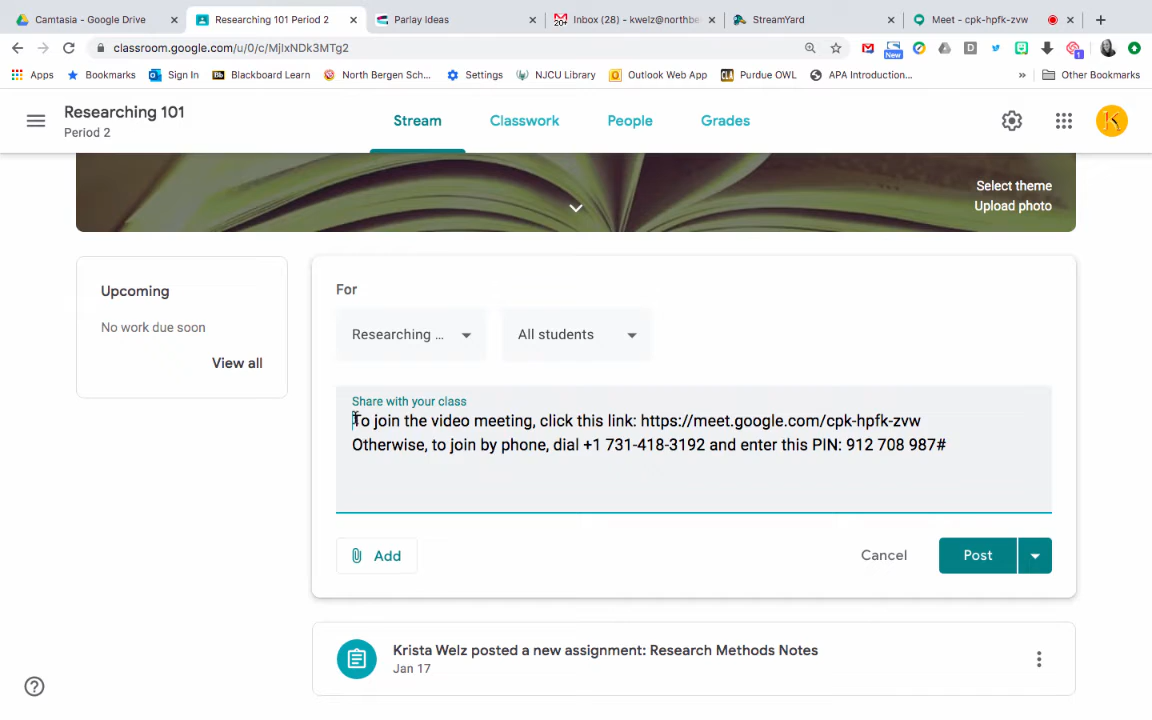 Camtasia - Google Drive
Researching 101 Period 2
Parlay Ideas
Inbox (28) - kwelz@northbe
StreamYard
Meet - cpk-hpfk-zvw
classroom.google.com/u/0/c/MjIxNDk3MTg2
Apps
Bookmarks
Sign In
Blackboard Learn
North Bergen Sch...
Settings
NJCU Library
Outlook Web App
Purdue OWL
APA Introduction...
»
Other Bookmarks
New
1
20+
Researching 101
Period 2
Stream
Classwork
People
Grades
K
Select theme
Upload photo
Upcoming
No work due soon
View all
For
Researching ...
All students
Share with your class
To join the video meeting, click this link: https://meet.google.com/cpk-hpfk-zvw
Otherwise, to join by phone, dial +1 731-418-3192 and enter this PIN: 912 708 987#
Add
Cancel
Post
Krista Welz posted a new assignment: Research Methods Notes
Jan 17